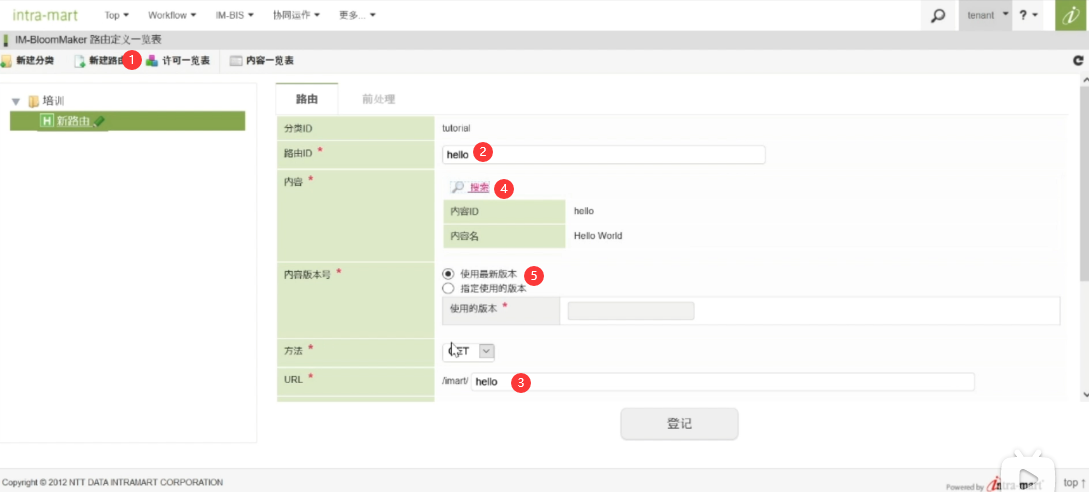 intra-mart Top Workflow IM-BIS 协同运作 更多... tenant ?
IM-BloomMaker 路由定义一览表
新建分类 新建路由 1 许可一览表 内容一览表
培训
H 新路由
路由 前处理
分类ID tutorial
路由ID * hello 2
内容 * 搜索 4
内容ID hello
内容名 Hello World
内容版本号 * 使用最新版本 5
指定使用的版本
使用的版本 *
方法 * GET
URL * /imart/ hello 3
登记
Copyright © 2012 NTT DATA INTRAMART CORPORATION Powered by intra-mart top ↑